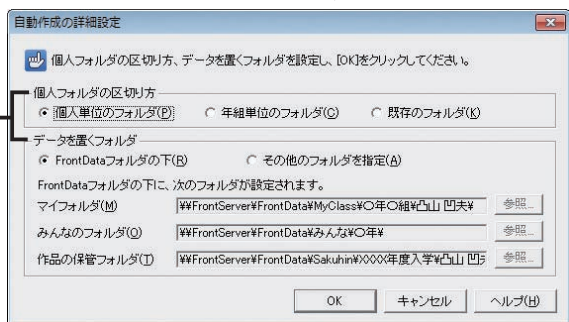 自動作成の詳細設定
個人フォルダの区切り方、データを置くフォルダを設定し、[OK]をクリックしてください。
個人フォルダの区切り方
個人単位のフォルダ(P) 年組単位のフォルダ(C) 既存のフォルダ(K)
データを置くフォルダ
FrontDataフォルダの下(R) その他のフォルダを指定(A)
FrontDataフォルダの下に、次のフォルダが設定されます。
マイフォルダ(M) ¥¥FrontServer¥FrontData¥MyClass¥〇年〇組¥凸山 凹夫¥ 参照...
みんなのフォルダ(O) ¥¥FrontServer¥FrontData¥みんな¥〇年¥ 参照...
作品の保管フォルダ(T) ¥¥FrontServer¥FrontData¥Sakuhin¥XXXX年度入学¥凸山 凹 参照...
OK キャンセル ヘルプ(H)